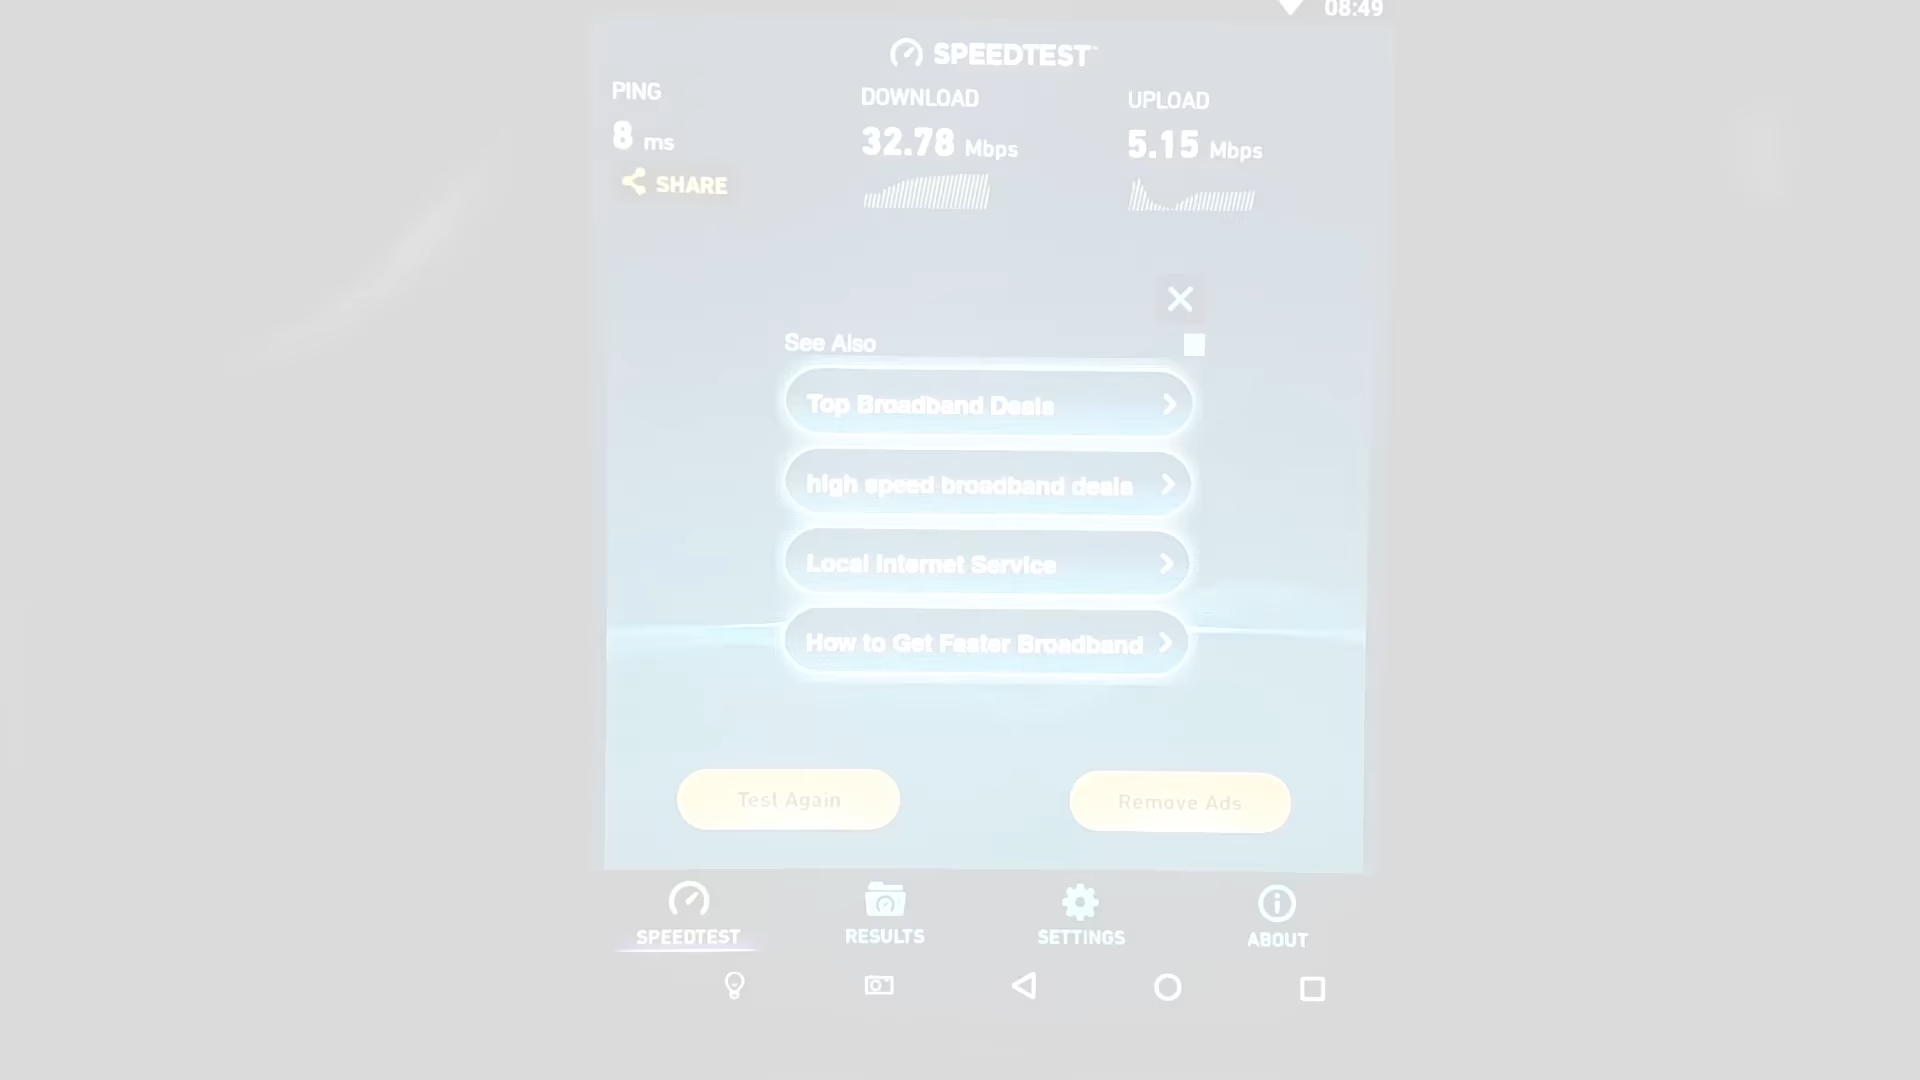 08:49
SPEEDTEST™
PING
DOWNLOAD
UPLOAD
8 ms
32.78 Mbps
5.15 Mbps
SHARE
See Also
Top Broadband Deals
high speed broadband deals
Local Internet Service
How to Get Faster Broadband
Test Again
Remove Ads
SPEEDTEST
RESULTS
SETTINGS
ABOUT